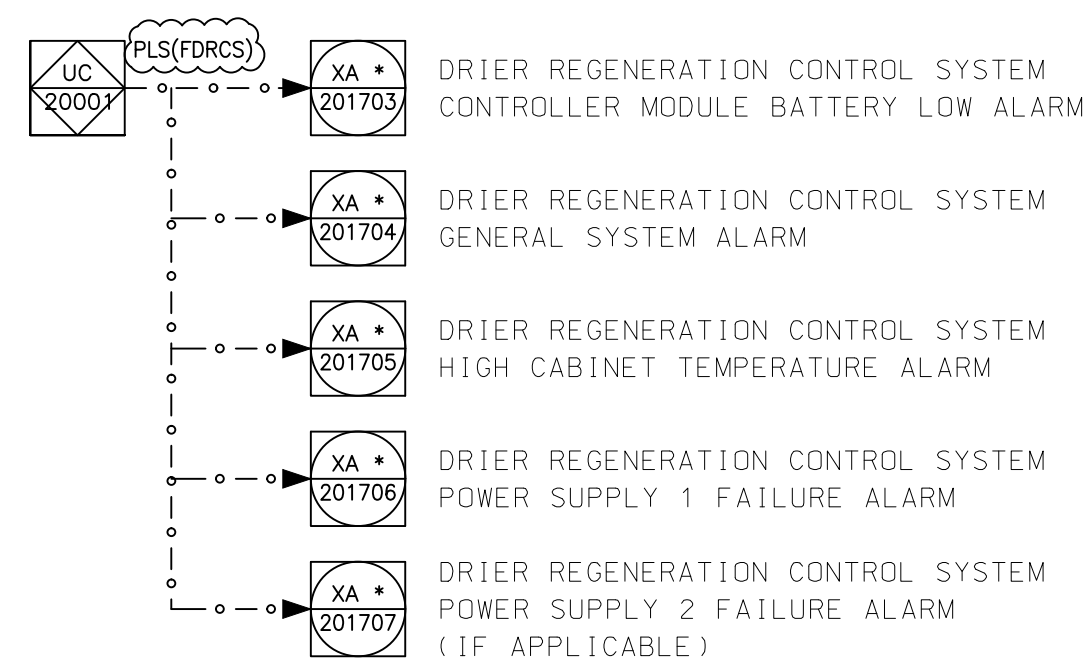 PLS(FDRCS)
UC
20001
XA *
201703
DRIER REGENERATION CONTROL SYSTEM
CONTROLLER MODULE BATTERY LOW ALARM
XA *
201704
DRIER REGENERATION CONTROL SYSTEM
GENERAL SYSTEM ALARM
XA *
201705
DRIER REGENERATION CONTROL SYSTEM
HIGH CABINET TEMPERATURE ALARM
XA *
201706
DRIER REGENERATION CONTROL SYSTEM
POWER SUPPLY 1 FAILURE ALARM
XA *
201707
DRIER REGENERATION CONTROL SYSTEM
POWER SUPPLY 2 FAILURE ALARM
(IF APPLICABLE)